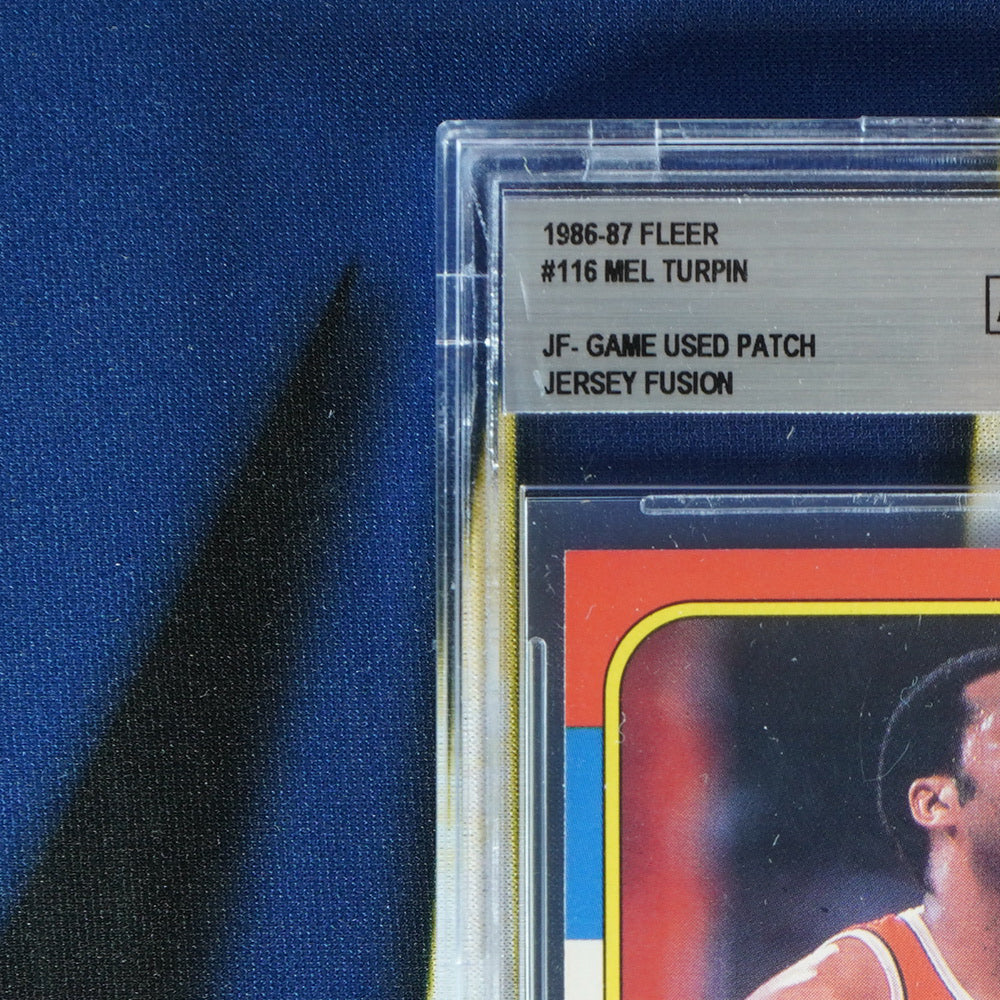 1986-87 FLEER
#116 MEL TURPIN
JF- GAME USED PATCH
JERSEY FUSION